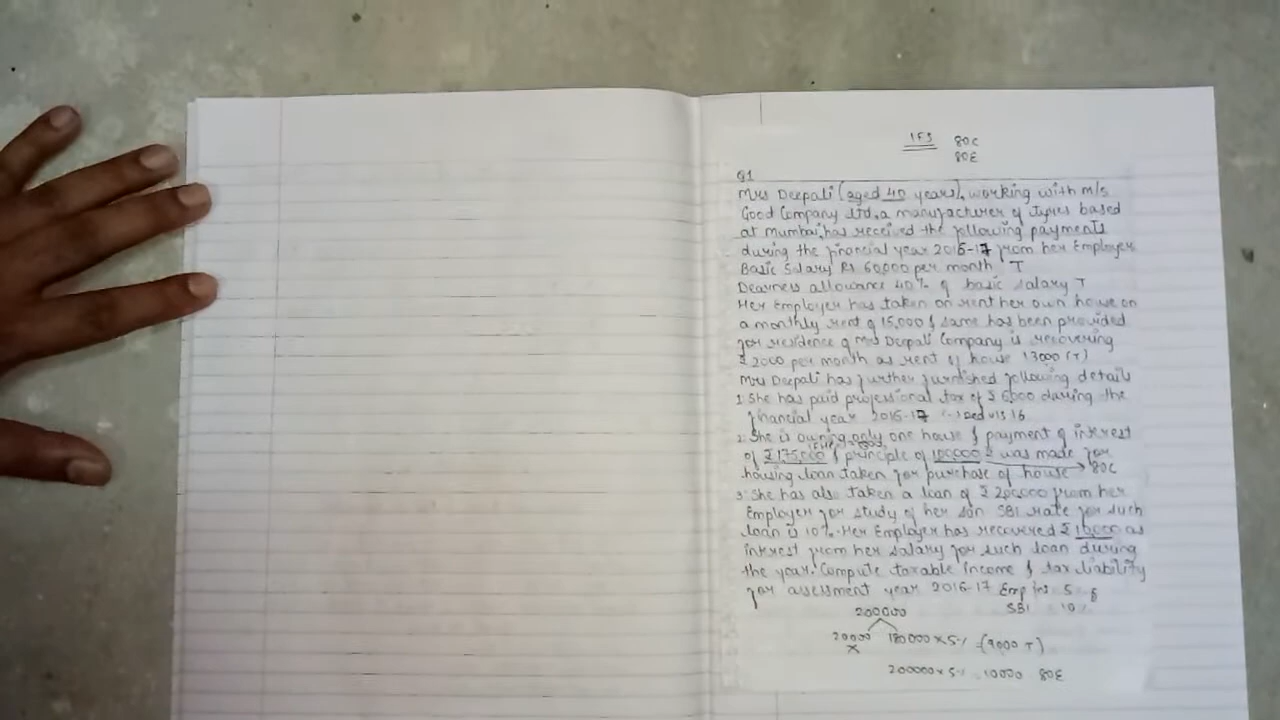 IFS 80C
80E
Q1
Mrs Deepali (aged 40 years), working with m/s
Good Company Ltd, a manufacturer of tyres based
at Mumbai, has received the following payments
during the financial year 2016-17 from her Employer
Basic Salary Rs 60,000 per month T
Dearness allowance 40% of basic salary T
Her Employer has taken on rent her own house on
a monthly rent of 15,000 & same has been provided
for residence of Mrs Deepali Company is recovering
₹ 2000 per month as rent of house 13000 (T)
Mrs Deepali has further furnished following details
1. She has paid professional tax of ₹ 6000 during the
financial year 2016-17 Ded u/s 16
2. She is owning only one house & payment of interest
of ₹ 175000 & principle of 100000 was made for
housing loan taken for purchase of house → 80C
3. She has also taken a loan of ₹ 200000 from her
Employer for study of her son SBI rate for such
loan is 10%. Her Employer has recovered ₹ 10,000 as
interest from her salary for such loan during
the year. Compute taxable income & tax liability
for assesment year 2016-17 Emp ins 5
200000 SBI 10%
20000 180000 x 5% (9000 T)
X
200000 x 5% 10000 80E